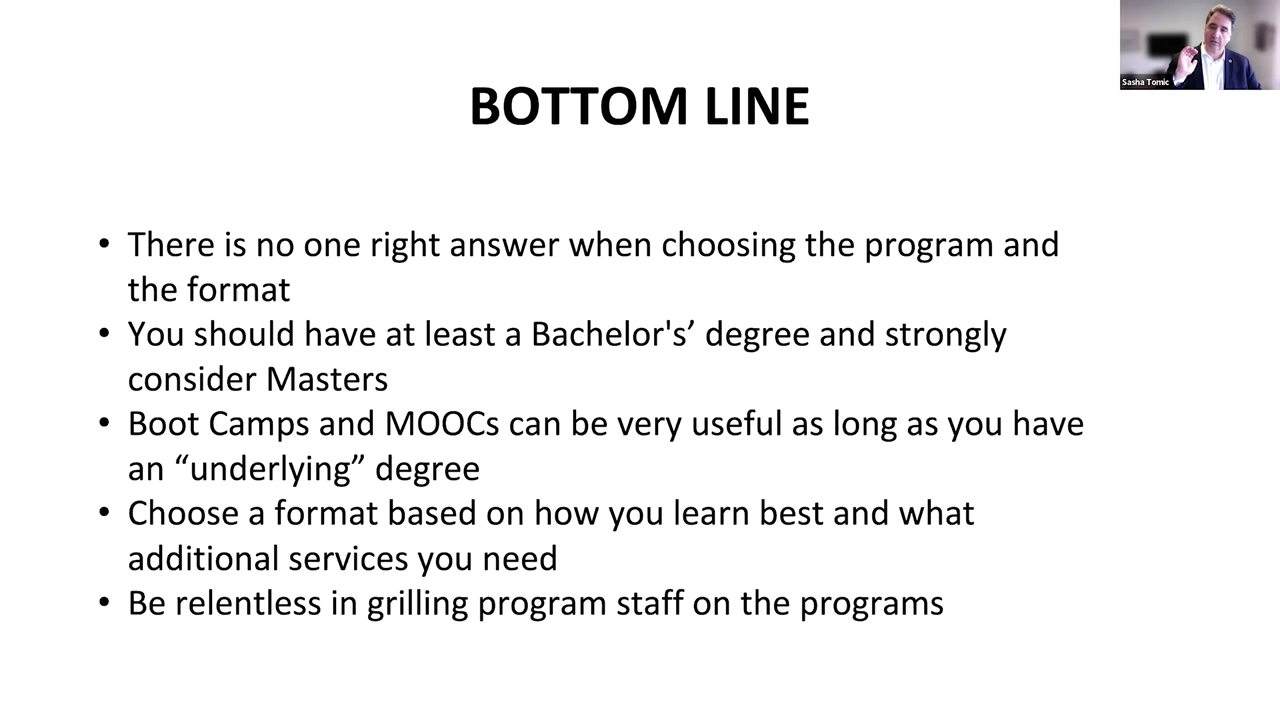 Sasha Tomic
BOTTOM LINE
• There is no one right answer when choosing the program and
the format
• You should have at least a Bachelor's’ degree and strongly
consider Masters
• Boot Camps and MOOCs can be very useful as long as you have
an “underlying” degree
• Choose a format based on how you learn best and what
additional services you need
• Be relentless in grilling program staff on the programs